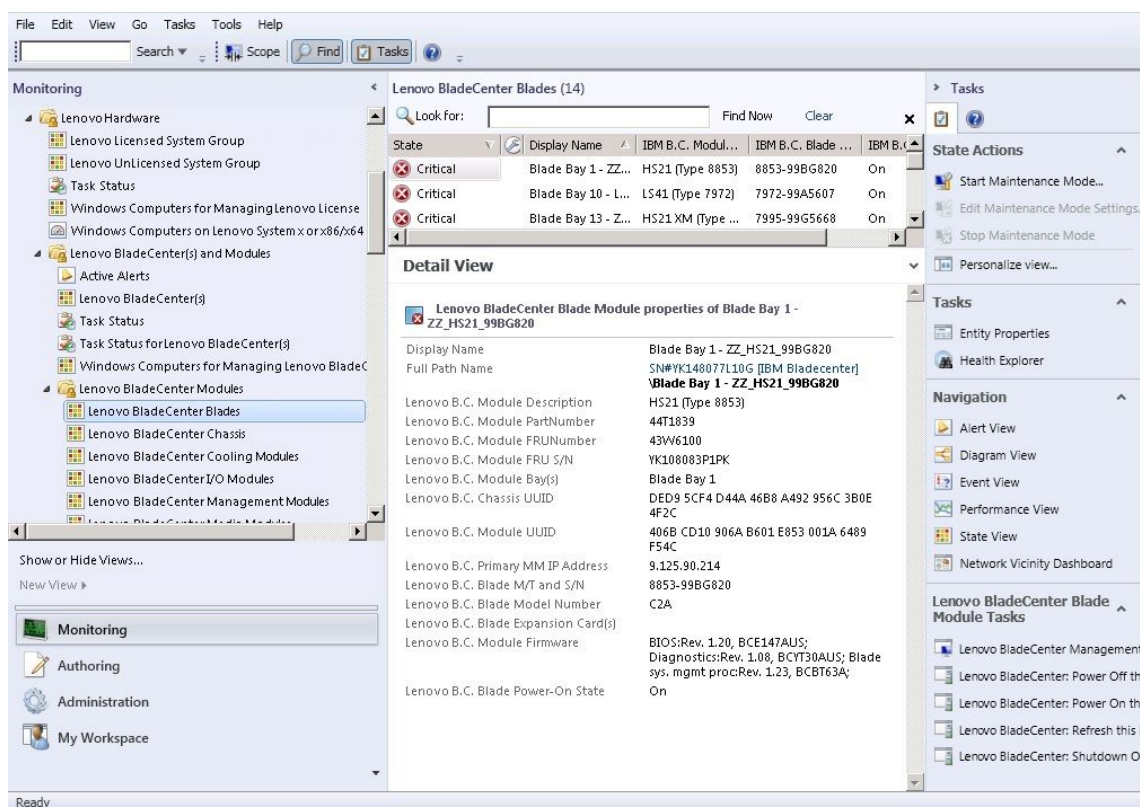 File Edit View Go Tasks Tools Help
Search Scope Find Tasks
Monitoring
Lenovo Hardware
Lenovo Licensed System Group
Lenovo UnLicensed System Group
Task Status
Windows Computers for Managing Lenovo License
Windows Computers on Lenovo System x or x86/x64
Lenovo BladeCenter(s) and Modules
Active Alerts
Lenovo BladeCenter(s)
Task Status
Task Status for Lenovo BladeCenter(s)
Windows Computers for Managing Lenovo BladeC
Lenovo BladeCenter Modules
Lenovo BladeCenter Blades
Lenovo BladeCenter Chassis
Lenovo BladeCenter Cooling Modules
Lenovo BladeCenter I/O Modules
Lenovo BladeCenter Management Modules
Show or Hide Views...
New View
Monitoring
Authoring
Administration
My Workspace
Lenovo BladeCenter Blades (14)
Look for: Find Now Clear
State Display Name IBM B.C. Modul... IBM B.C. Blade ... IBM B.C
Critical Blade Bay 1 - ZZ... HS21 (Type 8853) 8853-99BG820 On
Critical Blade Bay 10 - L... LS41 (Type 7972) 7972-99A5607 On
Critical Blade Bay 13 - Z... HS21 XM (Type ... 7995-99G5668 On
Detail View
Lenovo BladeCenter Blade Module properties of Blade Bay 1 -
ZZ_HS21_99BG820
Display Name Blade Bay 1 - ZZ_HS21_99BG820
Full Path Name SN#YK148077L10G [IBM Bladecenter]
\Blade Bay 1 - ZZ_HS21_99BG820
Lenovo B.C. Module Description HS21 (Type 8853)
Lenovo B.C. Module PartNumber 44T1839
Lenovo B.C. Module FRUNumber 43W6100
Lenovo B.C. Module FRU S/N YK108083P1PK
Lenovo B.C. Module Bay(s) Blade Bay 1
Lenovo B.C. Chassis UUID DED9 5CF4 D44A 46B8 A492 956C 3B0E
4F2C
Lenovo B.C. Module UUID 406B CD10 906A B601 E853 001A 6489
F54C
Lenovo B.C. Primary MM IP Address 9.125.90.214
Lenovo B.C. Blade M/T and S/N 8853-99BG820
Lenovo B.C. Blade Model Number C2A
Lenovo B.C. Blade Expansion Card(s)
Lenovo B.C. Module Firmware BIOS:Rev. 1.20, BCE147AUS;
Diagnostics:Rev. 1.08, BCYT30AUS; Blade
sys. mgmt proc:Rev. 1.23, BCBT63A;
Lenovo B.C. Blade Power-On State On
Tasks
State Actions
Start Maintenance Mode...
Edit Maintenance Mode Settings.
Stop Maintenance Mode
Personalize view...
Tasks
Entity Properties
Health Explorer
Navigation
Alert View
Diagram View
Event View
Performance View
State View
Network Vicinity Dashboard
Lenovo BladeCenter Blade
Module Tasks
Lenovo BladeCenter Management
Lenovo BladeCenter: Power Off th
Lenovo BladeCenter: Power On th
Lenovo BladeCenter: Refresh this
Lenovo BladeCenter: Shutdown O
Ready